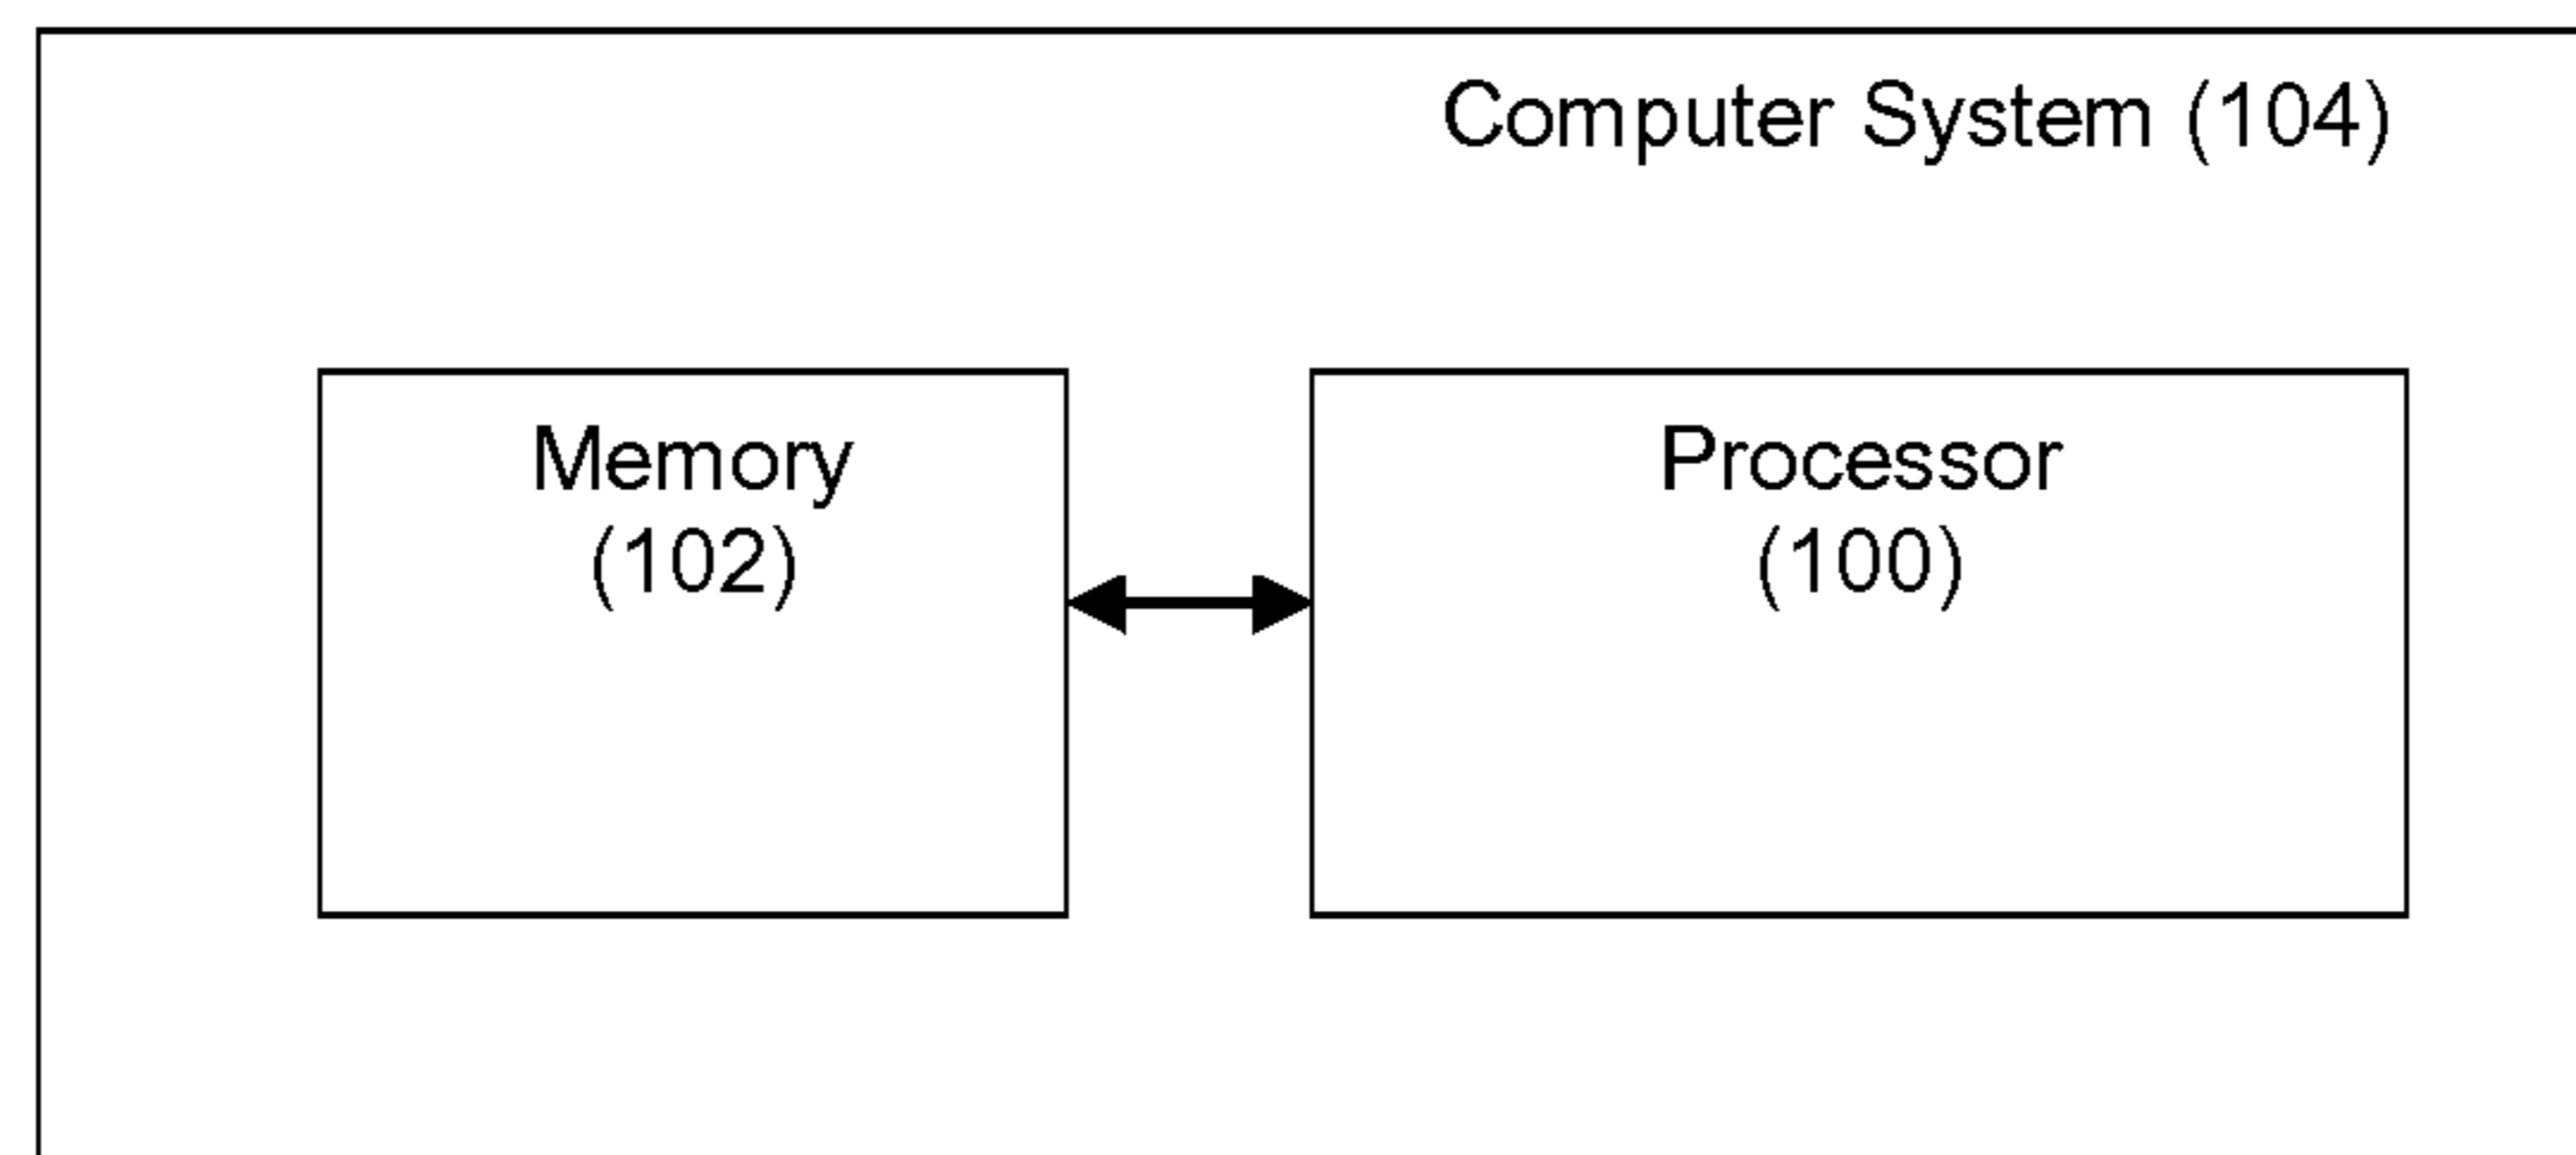 Computer System (104)
Memory
(102)
Processor
(100)